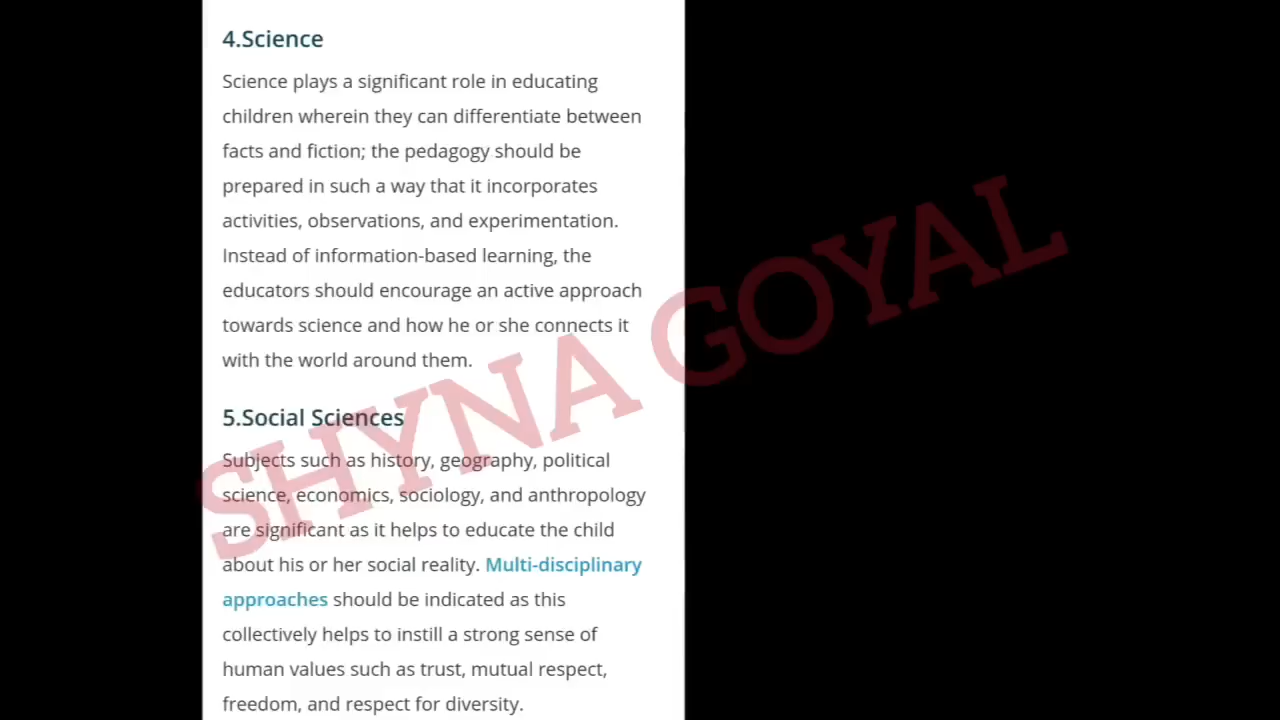 4.Science
Science plays a significant role in educating
children wherein they can differentiate between
facts and fiction; the pedagogy should be
prepared in such a way that it incorporates
activities, observations, and experimentation.
Instead of information-based learning, the
educators should encourage an active approach
towards science and how he or she connects it
with the world around them.
5.Social Sciences
Subjects such as history, geography, political
science, economics, sociology, and anthropology
are significant as it helps to educate the child
about his or her social reality. Multi-disciplinary
approaches should be indicated as this
collectively helps to instill a strong sense of
human values such as trust, mutual respect,
freedom, and respect for diversity.
SHYNA GOYAL